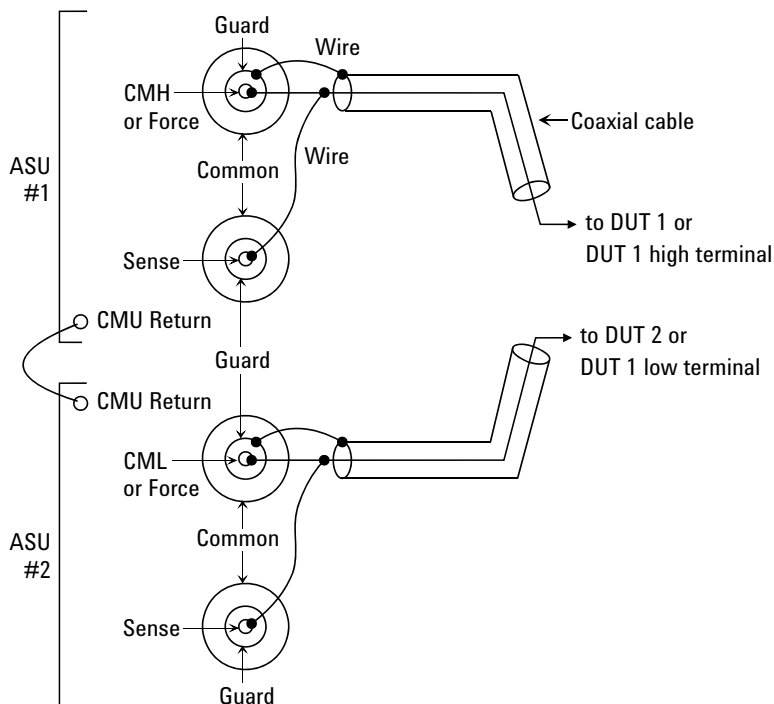 Guard
Wire
CMH
or Force
Coaxial cable
ASU
#1
Common
Wire
to DUT 1 or
DUT 1 high terminal
Sense
CMU Return
to DUT 2 or
DUT 1 low terminal
Guard
CMU Return
CML
or Force
ASU
#2
Common
Sense
Guard